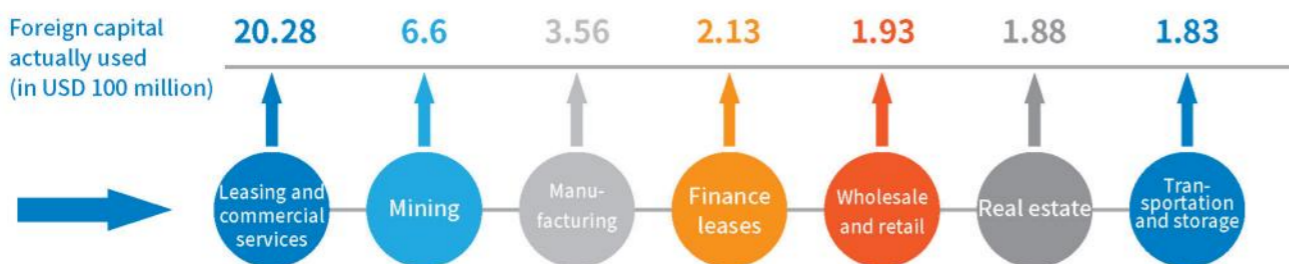 Foreign capital
actually used
(in USD 100 million)
20.28
6.6
3.56
2.13
1.93
1.88
1.83
Leasing and
commercial
services
Mining
Manu-
facturing
Finance
leases
Wholesale
and retail
Real estate
Tran-
sportation
and storage